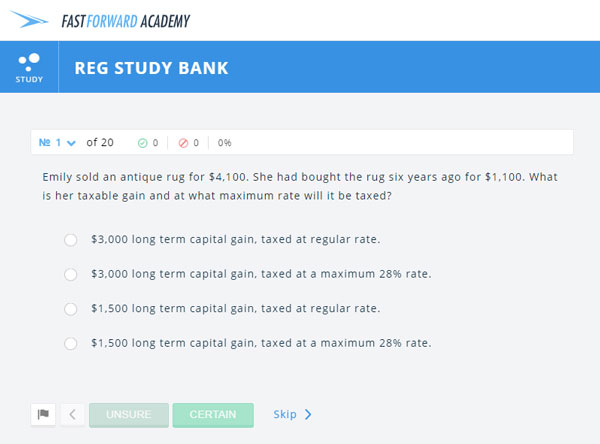 FAST FORWARD ACADEMY
STUDY
REG STUDY BANK
№ 1 of 20 0 0 0%
Emily sold an antique rug for $4,100. She had bought the rug six years ago for $1,100. What
is her taxable gain and at what maximum rate will it be taxed?
$3,000 long term capital gain, taxed at regular rate.
$3,000 long term capital gain, taxed at a maximum 28% rate.
$1,500 long term capital gain, taxed at regular rate.
$1,500 long term capital gain, taxed at a maximum 28% rate.
UNSURE CERTAIN Skip